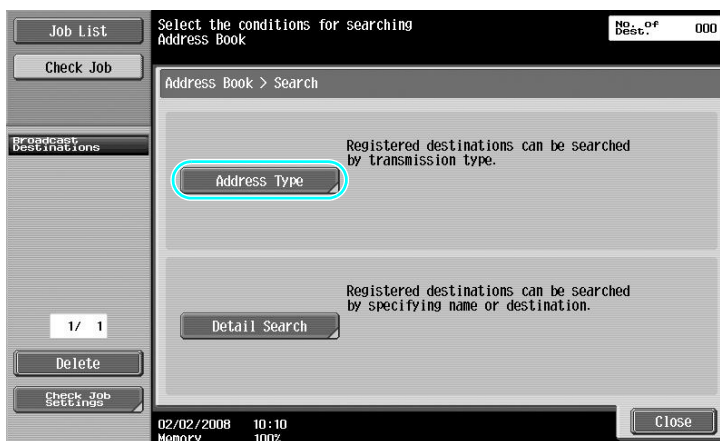 Job List
Check Job
Broadcast
Destinations
1/ 1
Delete
Check Job
Settings
Select the conditions for searching
Address Book
No. of
Dest.
000
Address Book > Search
Registered destinations can be searched
by transmission type.
Address Type
Registered destinations can be searched
by specifying name or destination.
Detail Search
02/02/2008 10:10
Memory 100%
Close